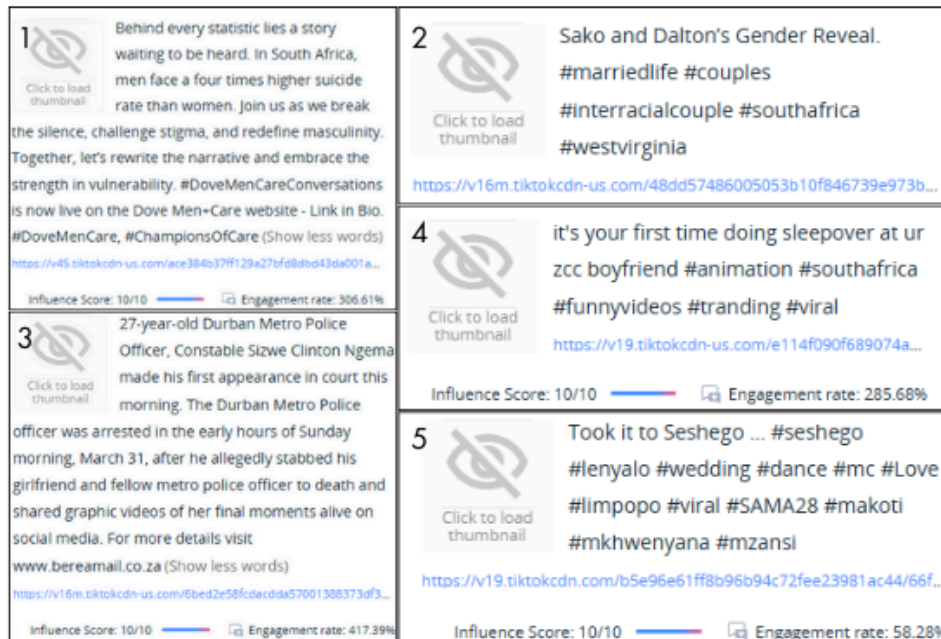 1
Click to load
thumbnail
Behind every statistic lies a story
waiting to be heard. In South Africa,
men face a four times higher suicide
rate than women. Join us as we break
the silence, challenge stigma, and redefine masculinity.
Together, let's rewrite the narrative and embrace the
strength in vulnerability. #DoveMenCareConversations
is now live on the Dove Men+Care website - Link in Bio.
#DoveMenCare, #ChampionsOfCare (Show less words)
https://v45.tiktokcdn-us.com/ace384b37ff129a27bfd8dbd43da001a...
Influence Score: 10/10 Engagement rate: 306.61%
2
Click to load
thumbnail
Sako and Dalton's Gender Reveal.
#marriedlife #couples
#interracialcouple #southafrica
#westvirginia
https://v16m.tiktokcdn-us.com/48dd57486005053b10f846739e973b...
3
Click to load
thumbnail
27-year-old Durban Metro Police
Officer, Constable Sizwe Clinton Ngema
made his first appearance in court this
morning. The Durban Metro Police
officer was arrested in the early hours of Sunday
morning, March 31, after he allegedly stabbed his
girlfriend and fellow metro police officer to death and
shared graphic videos of her final moments alive on
social media. For more details visit
www.bereamail.co.za (Show less words)
https://v16m.tiktokcdn-us.com/6bed2e58fcdacdda57001388373df3...
Influence Score: 10/10 Engagement rate: 417.39%
4
Click to load
thumbnail
it's your first time doing sleepover at ur
zcc boyfriend #animation #southafrica
#funnyvideos #tranding #viral
https://v19.tiktokcdn-us.com/e114f090f689074a...
Influence Score: 10/10 Engagement rate: 285.68%
5
Click to load
thumbnail
Took it to Seshego ... #seshego
#lenyalo #wedding #dance #mc #Love
#limpopo #viral #SAMA28 #makoti
#mkhwenyana #mzansi
https://v19.tiktokcdn.com/b5e96e61ff8b96b94c72fee23981ac44/66f...
Influence Score: 10/10 Engagement rate: 58.28%